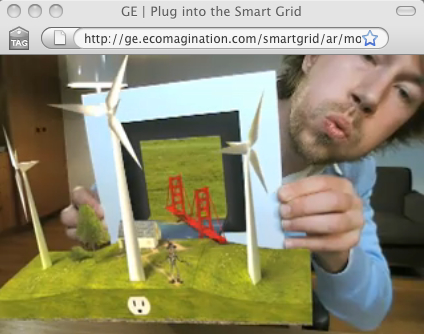 GE | Plug into the Smart Grid
TAG
http://ge.ecomagination.com/smartgrid/ar/mo